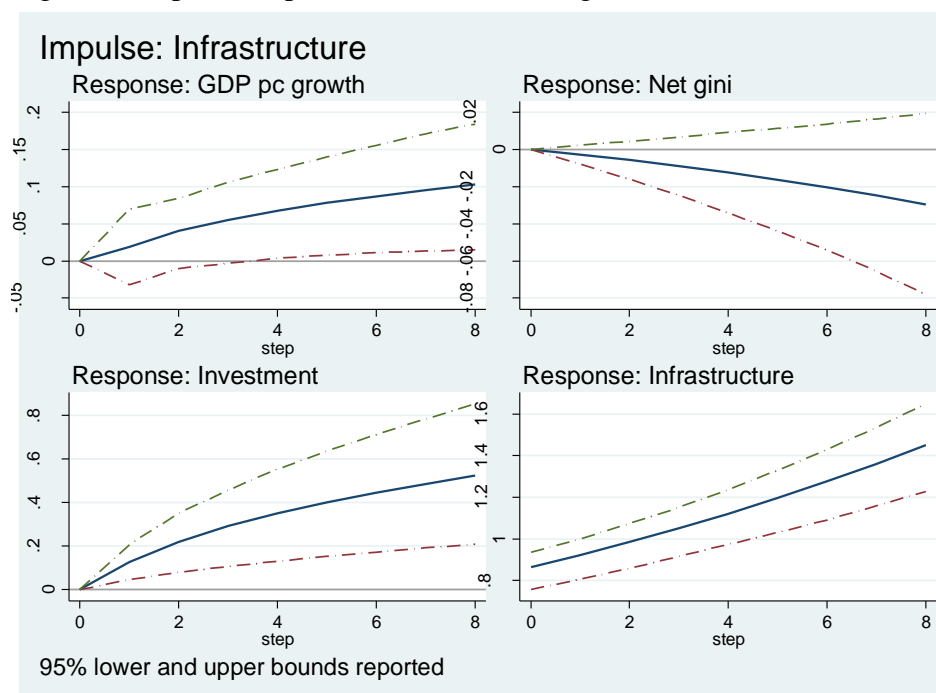 Impulse: Infrastructure
Response: GDP pc growth
.2
.15
.1
.05
0
-.05
0 2 4 6 8
step
Response: Net gini
.02
0
-.02
-.04
-.06
-.08
0 2 4 6 8
step
Response: Investment
.8
.6
.4
.2
0
0 2 4 6 8
step
Response: Infrastructure
1.6
1.4
1.2
1
.8
0 2 4 6 8
step
95% lower and upper bounds reported